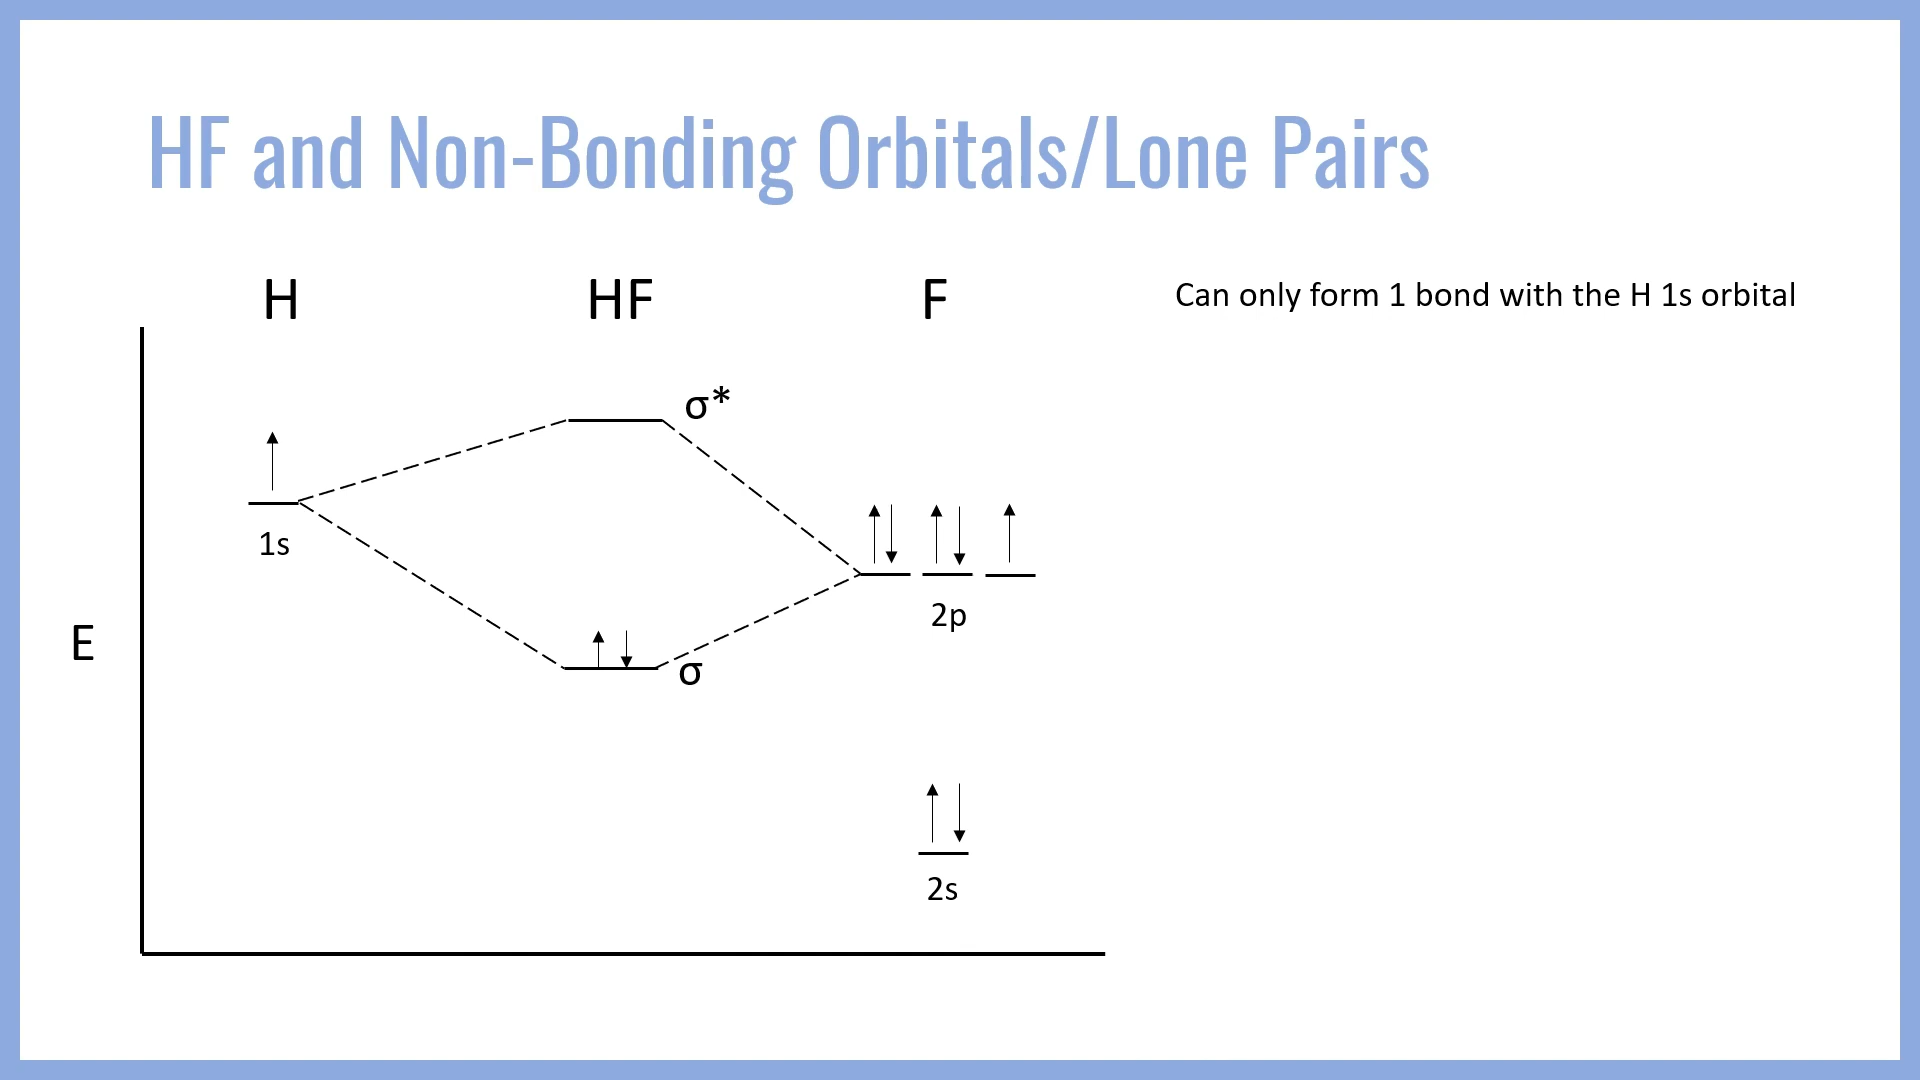 HF and Non-Bonding Orbitals/Lone Pairs
H HF F
Can only form 1 bond with the H 1s orbital
σ*
1s
2p
E
σ
2s